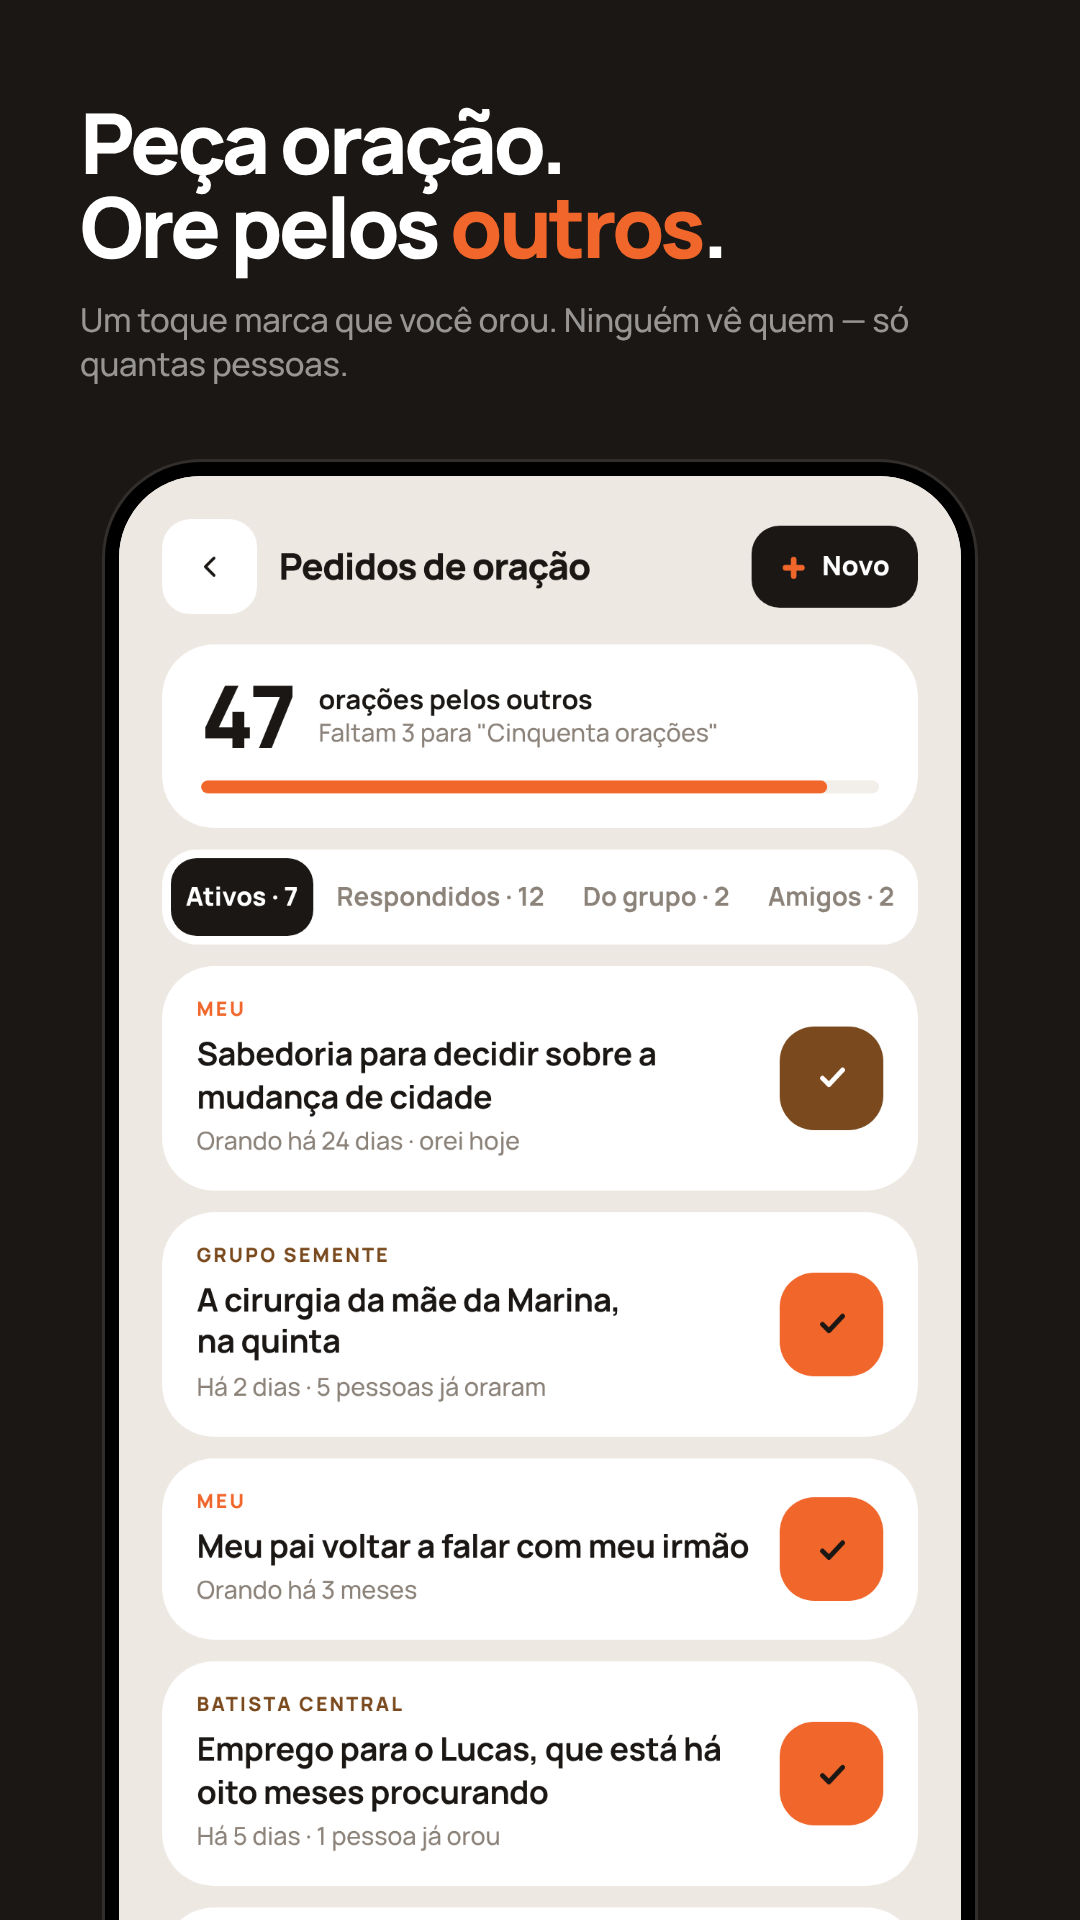 Peça oração.
Ore pelos outros.
Um toque marca que você orou. Ninguém vê quem — só
quantas pessoas.
Pedidos de oração
Novo
47
orações pelos outros
Faltam 3 para "Cinquenta orações"
Ativos · 7
Respondidos · 12
Do grupo · 2
Amigos · 2
MEU
Sabedoria para decidir sobre a
mudança de cidade
Orando há 24 dias · orei hoje
GRUPO SEMENTE
A cirurgia da mãe da Marina,
na quinta
Há 2 dias · 5 pessoas já oraram
MEU
Meu pai voltar a falar com meu irmão
Orando há 3 meses
BATISTA CENTRAL
Emprego para o Lucas, que está há
oito meses procurando
Há 5 dias · 1 pessoa já orou